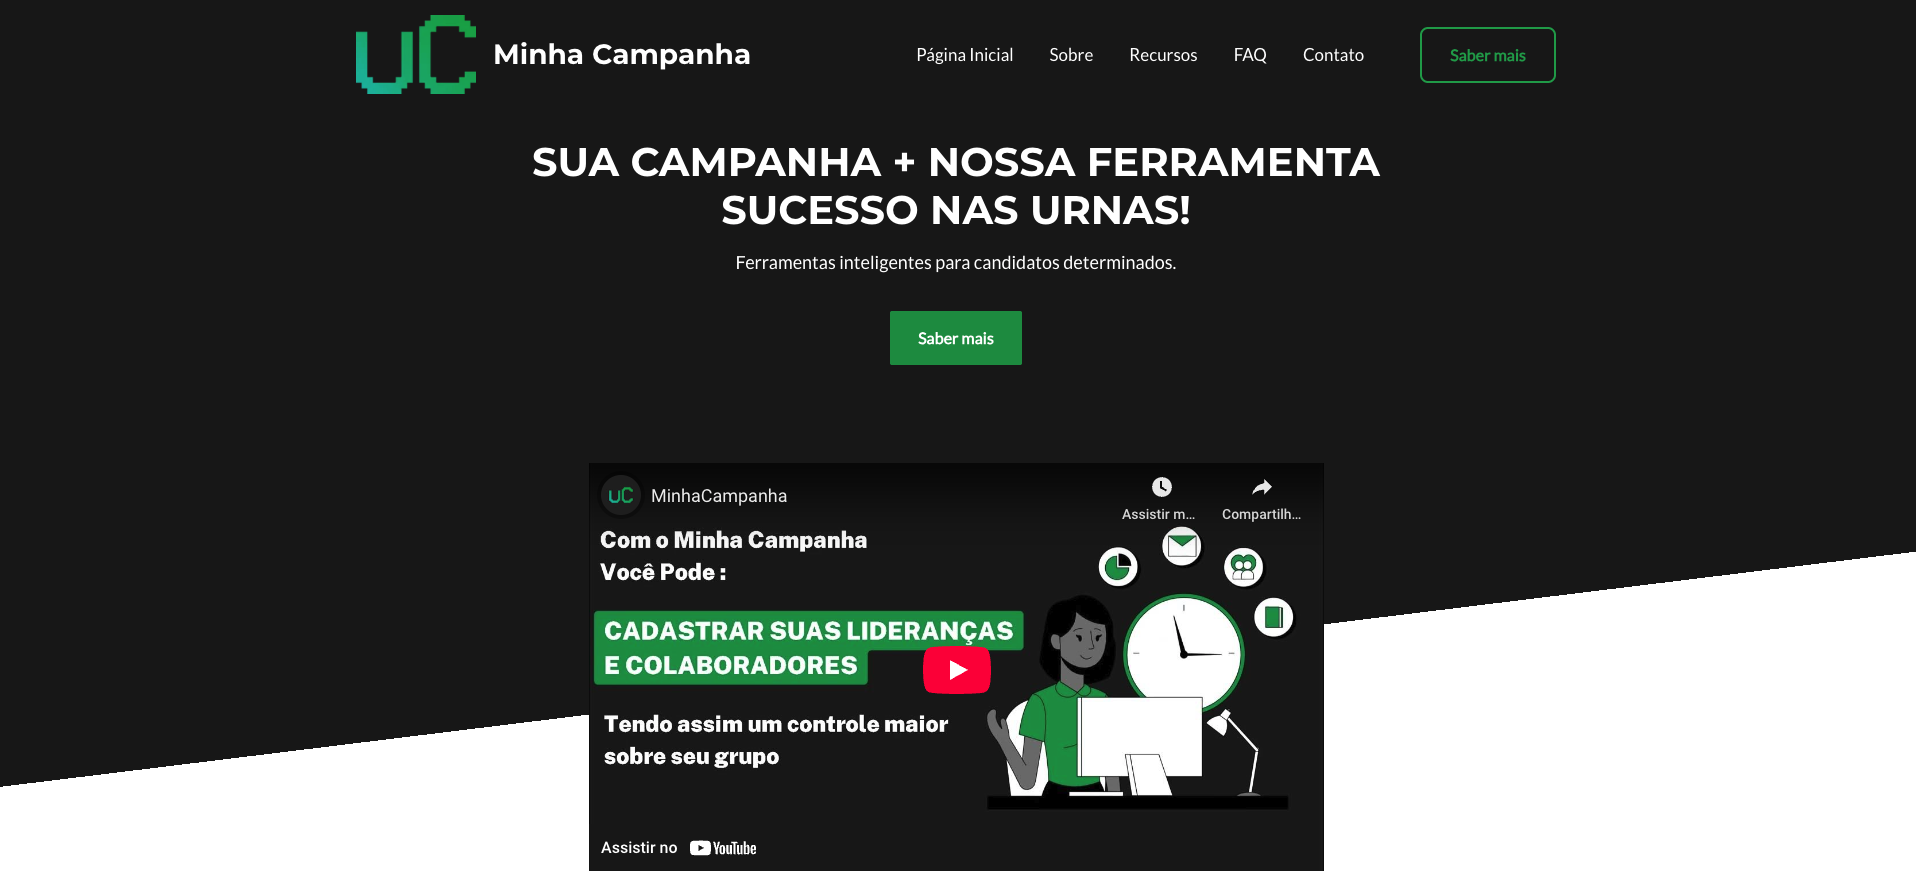 uC
Minha Campanha
Página Inicial
Sobre
Recursos
FAQ
Contato
Saber mais
SUA CAMPANHA + NOSSA FERRAMENTA
SUCESSO NAS URNAS!
Ferramentas inteligentes para candidatos determinados.
Saber mais
uC
MinhaCampanha
Assistir m...
Compartilh...
Com o Minha Campanha
Você Pode :
CADASTRAR SUAS LIDERANÇAS
E COLABORADORES
Tendo assim um controle maior
sobre seu grupo
Assistir no YouTube